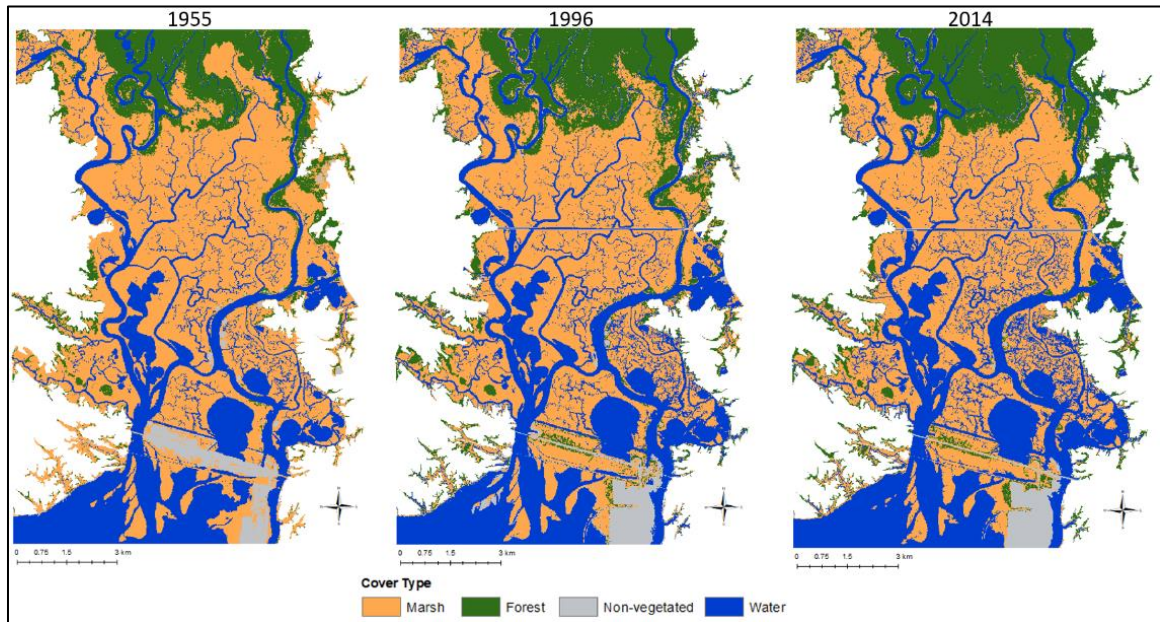 1955 1996 2014
0 0.75 1.5 3 km 0 0.75 1.5 3 km 0 0.75 1.5 3 km
Cover Type
Marsh Forest Non-vegetated Water